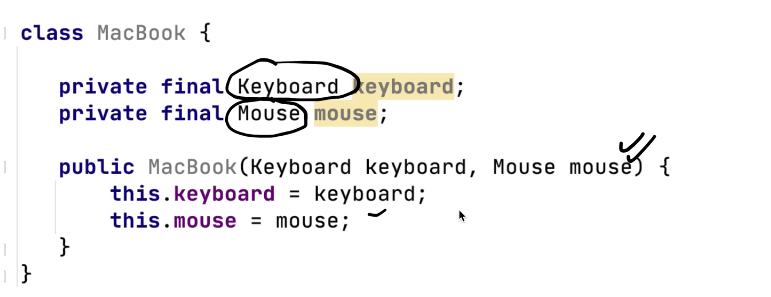 class MacBook {
private final Keyboard keyboard;
private final Mouse mouse;
public MacBook(Keyboard keyboard, Mouse mouse) {
this.keyboard = keyboard;
this.mouse = mouse;
}
}